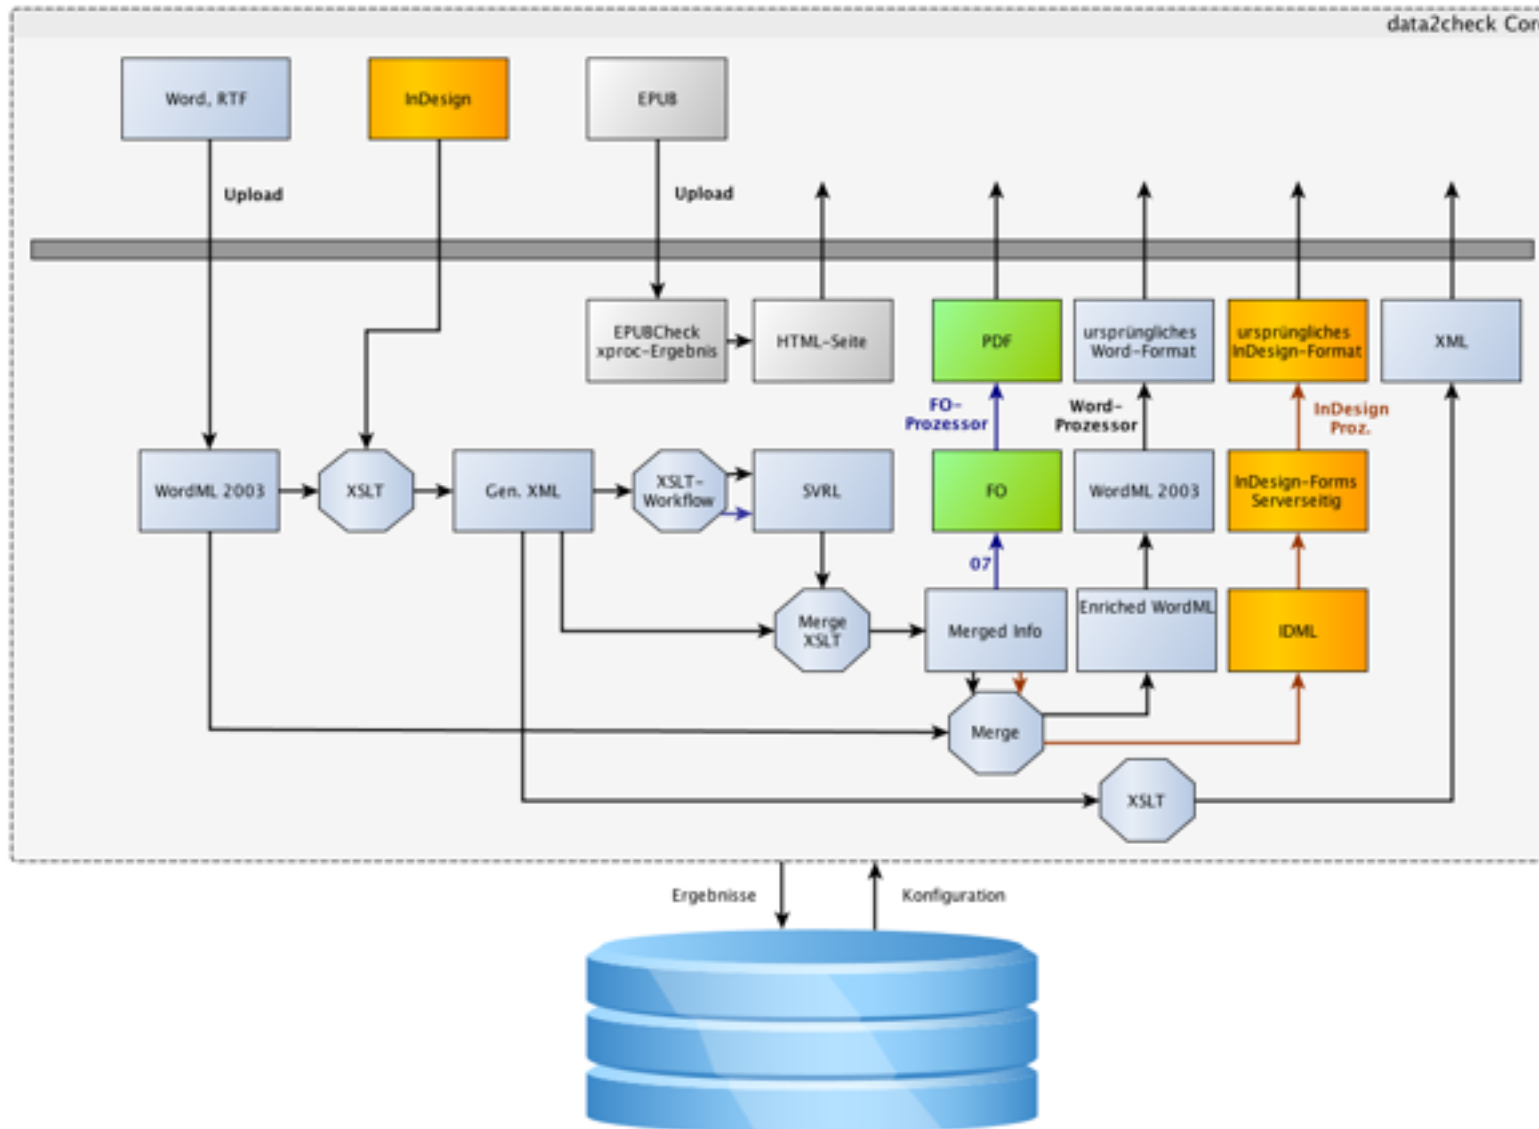 data2check Cor
Word, RTF
InDesign
EPUB
Upload
Upload
EPUBCheck
xproc-Ergebnis
HTML-Seite
PDF
ursprüngliches
Word-Format
ursprüngliches
InDesign-Format
XML
FO-
Prozessor
Word-
Prozessor
InDesign
Proz.
WordML 2003
XSLT
Gen. XML
XSLT-
Workflow
SVRL
FO
WordML 2003
InDesign-Forms
Serverseitig
07
Merge
XSLT
Merged Info
Enriched WordML
IDML
Merge
XSLT
Ergebnisse
Konfiguration